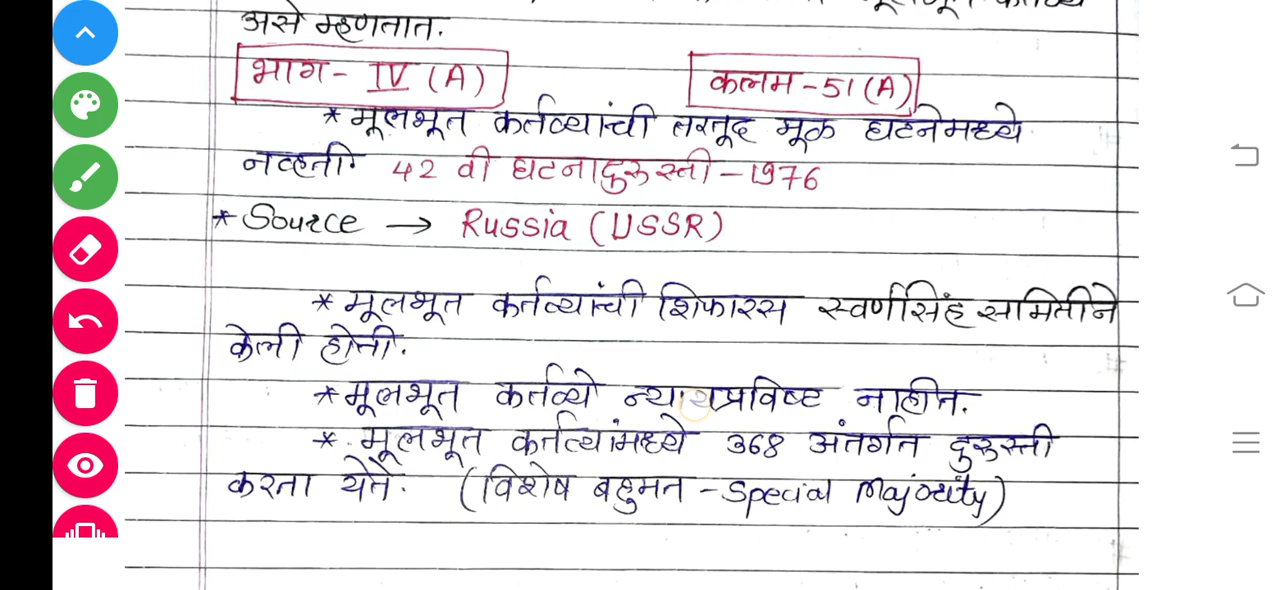 असे म्हणतात.
भाग - IV (A) कलम - 51 (A)
* मूलभूत कर्तव्यांची तरतूद मूळ घटनेमध्ये
नव्हती. 42 वी घटनादुरुस्ती - 1976
* Source → Russia (USSR)
* मूलभूत कर्तव्यांची शिफारस स्वर्णसिंह समितीने
केली होती.
* मूलभूत कर्तव्ये न्यायप्रविष्ट नाहीत.
* मूलभूत कर्तव्यांमध्ये 368 अंतर्गत दुरुस्ती
करता येते. (विशेष बहुमत - Special Majority)